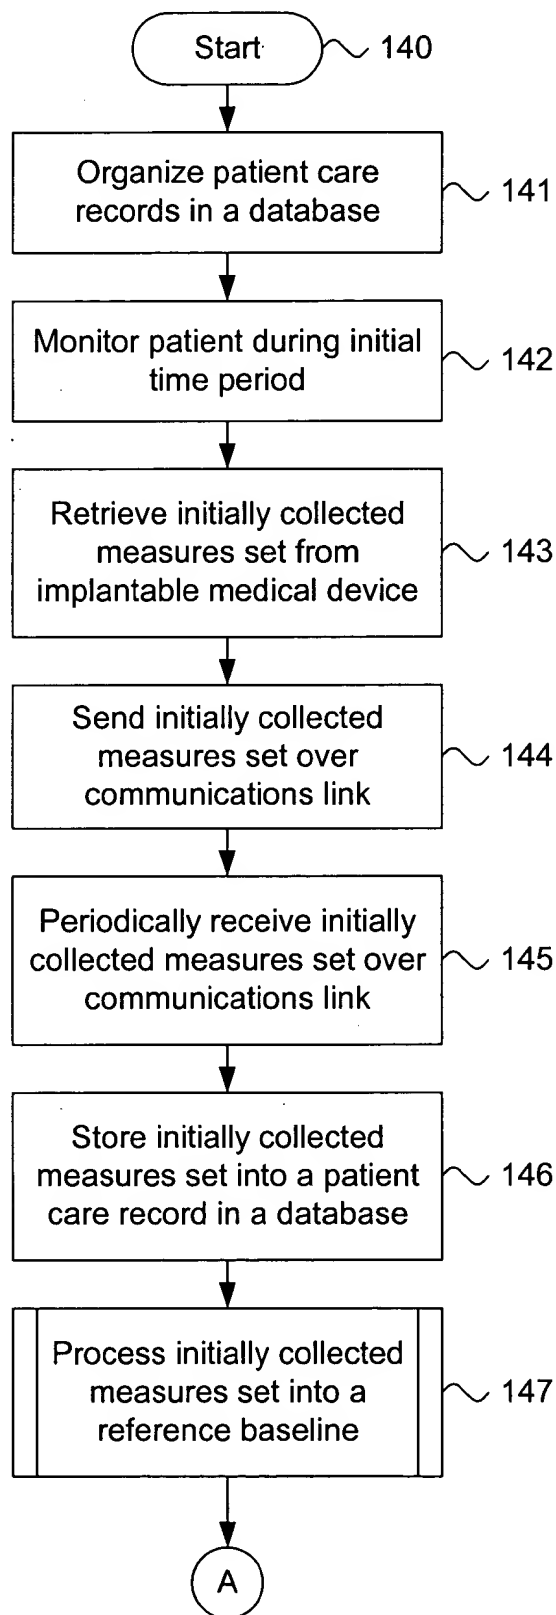 Start
140
Organize patient care
records in a database
141
Monitor patient during initial
time period
142
Retrieve initially collected
measures set from
implantable medical device
143
Send initially collected
measures set over
communications link
144
Periodically receive initially
collected measures set over
communications link
145
Store initially collected
measures set into a patient
care record in a database
146
Process initially collected
measures set into a
reference baseline
147
A